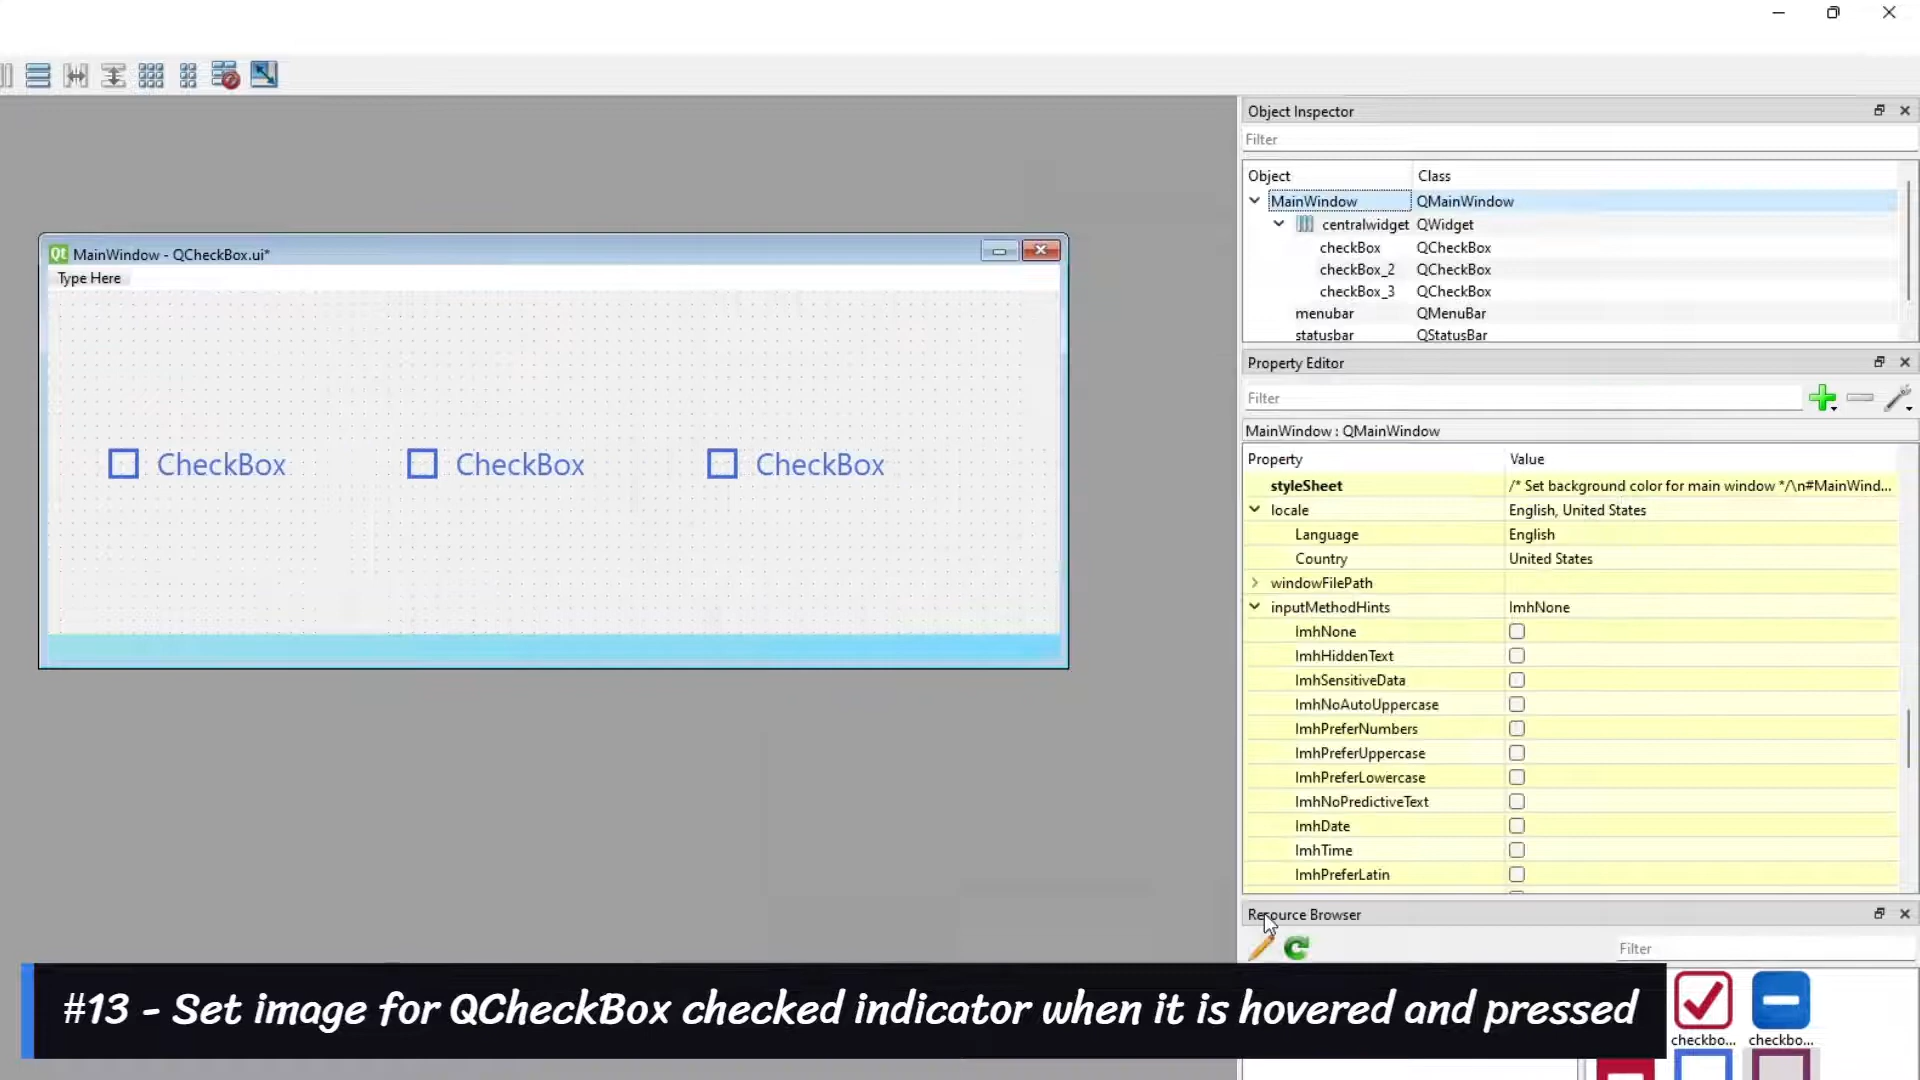 Object Inspector
Filter
Object Class
MainWindow QMainWindow
centralwidget QWidget
checkBox QCheckBox
checkBox_2 QCheckBox
checkBox_3 QCheckBox
menubar QMenuBar
statusbar QStatusBar
Qt MainWindow - QCheckBox.ui*
Type Here
CheckBox CheckBox CheckBox
Property Editor
Filter
MainWindow : QMainWindow
Property Value
styleSheet /* Set background color for main window */\n#MainWind...
locale English, United States
Language English
Country United States
windowFilePath
inputMethodHints ImhNone
ImhNone
ImhHiddenText
ImhSensitiveData
ImhNoAutoUppercase
ImhPreferNumbers
ImhPreferUppercase
ImhPreferLowercase
ImhNoPredictiveText
ImhDate
ImhTime
ImhPreferLatin
Resource Browser
Filter
checkbo... checkbo...
#13 - Set image for QCheckBox checked indicator when it is hovered and pressed